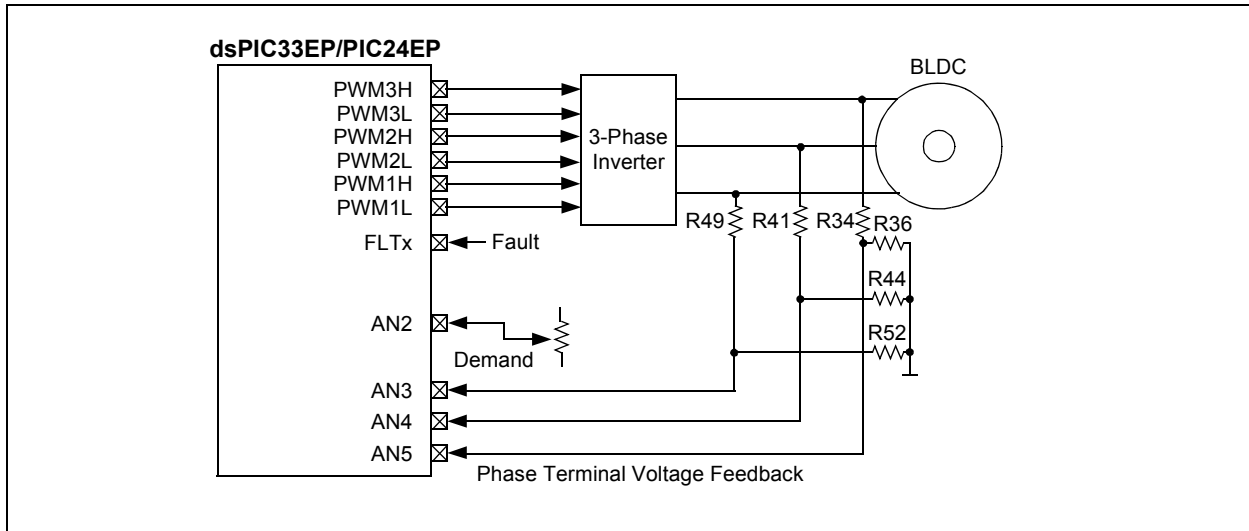 dsPIC33EP/PIC24EP
BLDC
PWM3H
PWM3L
PWM2H
PWM2L
PWM1H
PWM1L
3-Phase
Inverter
FLTx
Fault
R49
R41
R34
R36
R44
R52
AN2
Demand
AN3
AN4
AN5
Phase Terminal Voltage Feedback